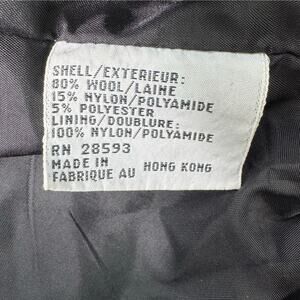 SHELL/EXTERIEUR:
80% WOOL/LAINE
15% NYLON/POLYAMIDE
5% POLYESTER
LINING/DOUBLURE:
100% NYLON/POLYAMIDE
RN 28593
MADE IN HONG KONG
FABRIQUE AU